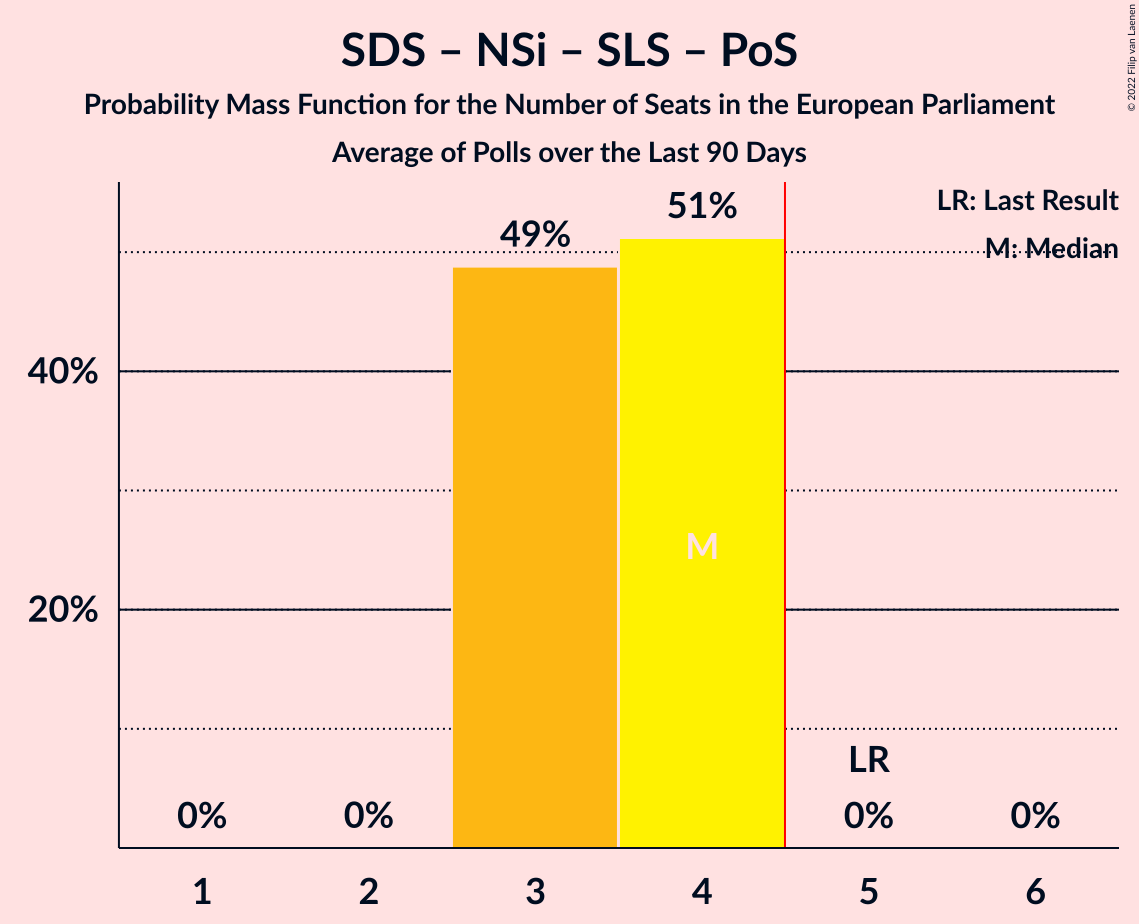 SDS – NSi – SLS – PoS
Probability Mass Function for the Number of Seats in the European Parliament
Average of Polls over the Last 90 Days
© 2022 Filip van Laenen
LR: Last Result
M: Median
49%
51%
40%
20%
M
LR
0%
0%
0%
0%
1
2
3
4
5
6